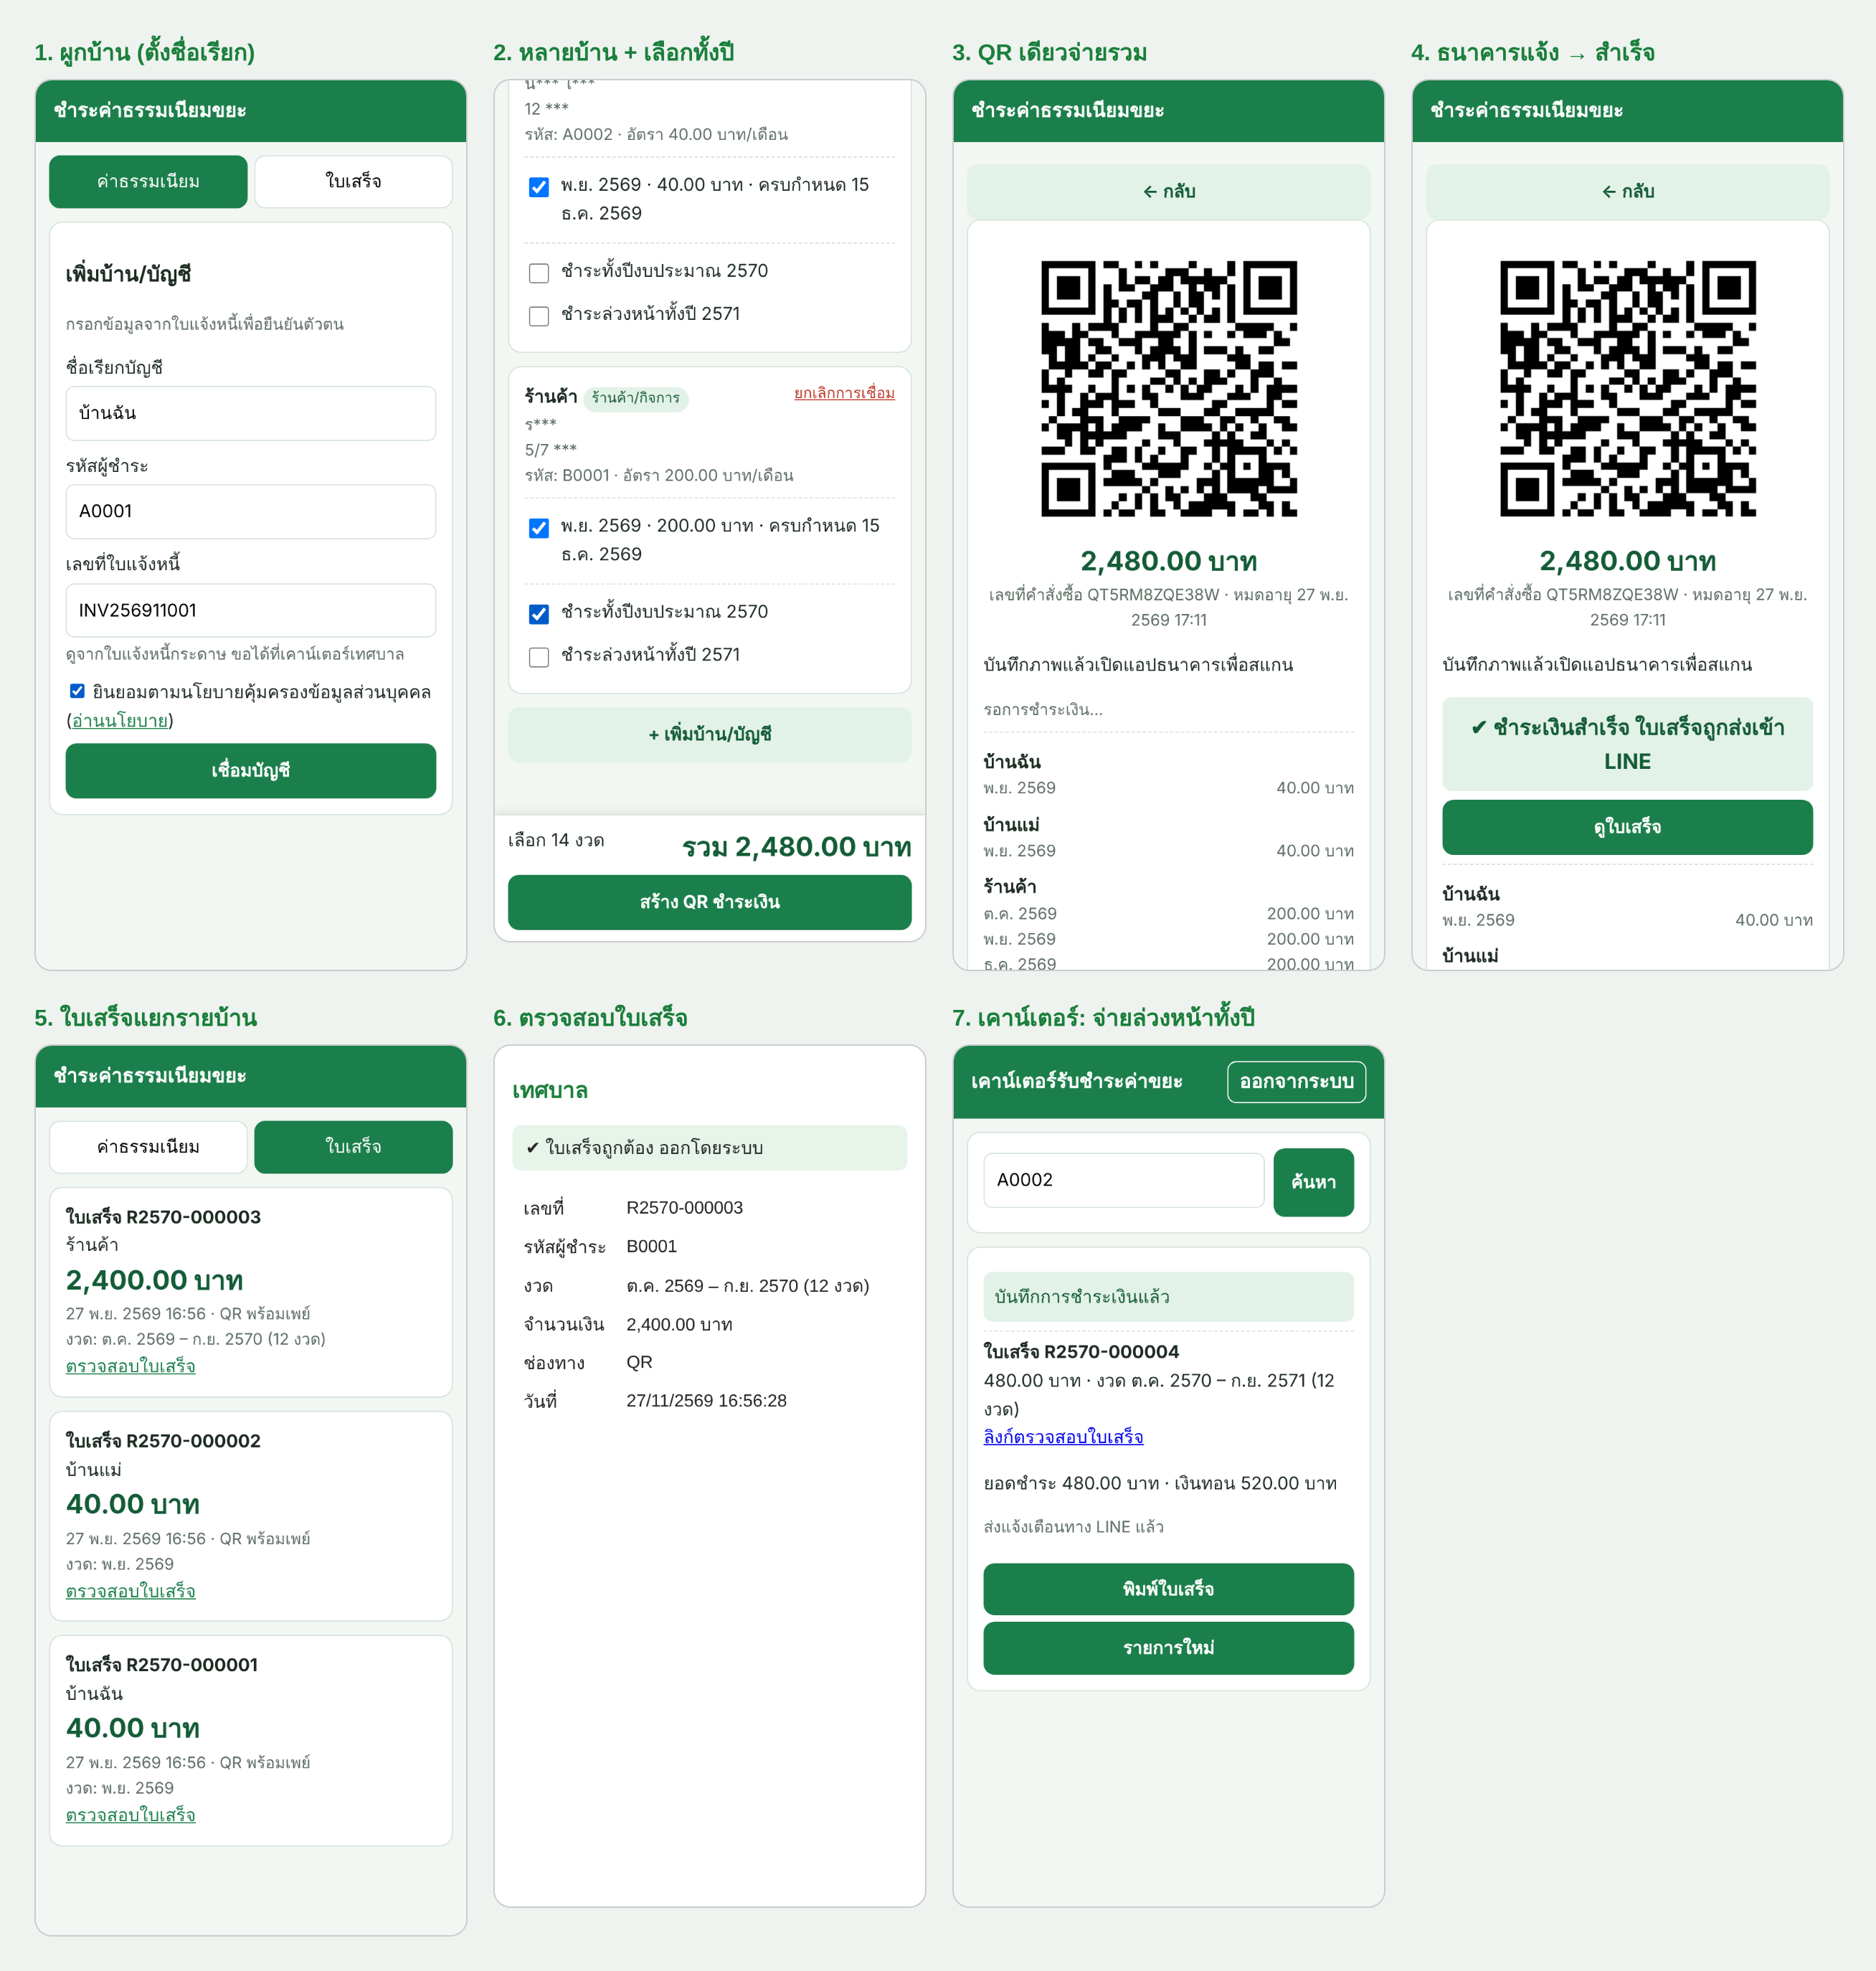 1. ผูกบ้าน (ตั้งชื่อเรียก)
ชำระค่าธรรมเนียมขยะ
ค่าธรรมเนียม
ใบเสร็จ
เพิ่มบ้าน/บัญชี
กรอกข้อมูลจากใบแจ้งหนี้เพื่อยืนยันตัวตน
ชื่อเรียกบัญชี
บ้านฉัน
รหัสผู้ชำระ
A0001
เลขที่ใบแจ้งหนี้
INV256911001
ดูจากใบแจ้งหนี้กระดาษ ขอได้ที่เคาน์เตอร์เทศบาล
ยินยอมตามนโยบายคุ้มครองข้อมูลส่วนบุคคล
(อ่านนโยบาย)
เชื่อมบัญชี
2. หลายบ้าน + เลือกทั้งปี
12 ***
รหัส: A0002 · อัตรา 40.00 บาท/เดือน
พ.ย. 2569 · 40.00 บาท · ครบกำหนด 15
ธ.ค. 2569
ชำระทั้งปีงบประมาณ 2570
ชำระล่วงหน้าทั้งปี 2571
ร้านค้า ร้านค้า/กิจการ ยกเลิกการเชื่อม
ร***
5/7 ***
รหัส: B0001 · อัตรา 200.00 บาท/เดือน
พ.ย. 2569 · 200.00 บาท · ครบกำหนด 15
ธ.ค. 2569
ชำระทั้งปีงบประมาณ 2570
ชำระล่วงหน้าทั้งปี 2571
+ เพิ่มบ้าน/บัญชี
เลือก 14 งวด รวม 2,480.00 บาท
สร้าง QR ชำระเงิน
3. QR เดียวจ่ายรวม
ชำระค่าธรรมเนียมขยะ
← กลับ
2,480.00 บาท
เลขที่คำสั่งซื้อ QT5RM8ZQE38W · หมดอายุ 27 พ.ย.
2569 17:11
บันทึกภาพแล้วเปิดแอปธนาคารเพื่อสแกน
รอการชำระเงิน...
บ้านฉัน
พ.ย. 2569 40.00 บาท
บ้านแม่
พ.ย. 2569 40.00 บาท
ร้านค้า
ต.ค. 2569 200.00 บาท
พ.ย. 2569 200.00 บาท
ธ.ค. 2569 200.00 บาท
4. ธนาคารแจ้ง → สำเร็จ
ชำระค่าธรรมเนียมขยะ
← กลับ
2,480.00 บาท
เลขที่คำสั่งซื้อ QT5RM8ZQE38W · หมดอายุ 27 พ.ย.
2569 17:11
บันทึกภาพแล้วเปิดแอปธนาคารเพื่อสแกน
✔ ชำระเงินสำเร็จ ใบเสร็จถูกส่งเข้า
LINE
ดูใบเสร็จ
บ้านฉัน
พ.ย. 2569 40.00 บาท
บ้านแม่
5. ใบเสร็จแยกรายบ้าน
ชำระค่าธรรมเนียมขยะ
ค่าธรรมเนียม
ใบเสร็จ
ใบเสร็จ R2570-000003
ร้านค้า
2,400.00 บาท
27 พ.ย. 2569 16:56 · QR พร้อมเพย์
งวด: ต.ค. 2569 – ก.ย. 2570 (12 งวด)
ตรวจสอบใบเสร็จ
ใบเสร็จ R2570-000002
บ้านแม่
40.00 บาท
27 พ.ย. 2569 16:56 · QR พร้อมเพย์
งวด: พ.ย. 2569
ตรวจสอบใบเสร็จ
ใบเสร็จ R2570-000001
บ้านฉัน
40.00 บาท
27 พ.ย. 2569 16:56 · QR พร้อมเพย์
งวด: พ.ย. 2569
ตรวจสอบใบเสร็จ
6. ตรวจสอบใบเสร็จ
เทศบาล
✔ ใบเสร็จถูกต้อง ออกโดยระบบ
เลขที่ R2570-000003
รหัสผู้ชำระ B0001
งวด ต.ค. 2569 – ก.ย. 2570 (12 งวด)
จำนวนเงิน 2,400.00 บาท
ช่องทาง QR
วันที่ 27/11/2569 16:56:28
7. เคาน์เตอร์: จ่ายล่วงหน้าทั้งปี
เคาน์เตอร์รับชำระค่าขยะ ออกจากระบบ
A0002 ค้นหา
บันทึกการชำระเงินแล้ว
ใบเสร็จ R2570-000004
480.00 บาท · งวด ต.ค. 2570 – ก.ย. 2571 (12
งวด)
ลิงก์ตรวจสอบใบเสร็จ
ยอดชำระ 480.00 บาท · เงินทอน 520.00 บาท
ส่งแจ้งเตือนทาง LINE แล้ว
พิมพ์ใบเสร็จ
รายการใหม่